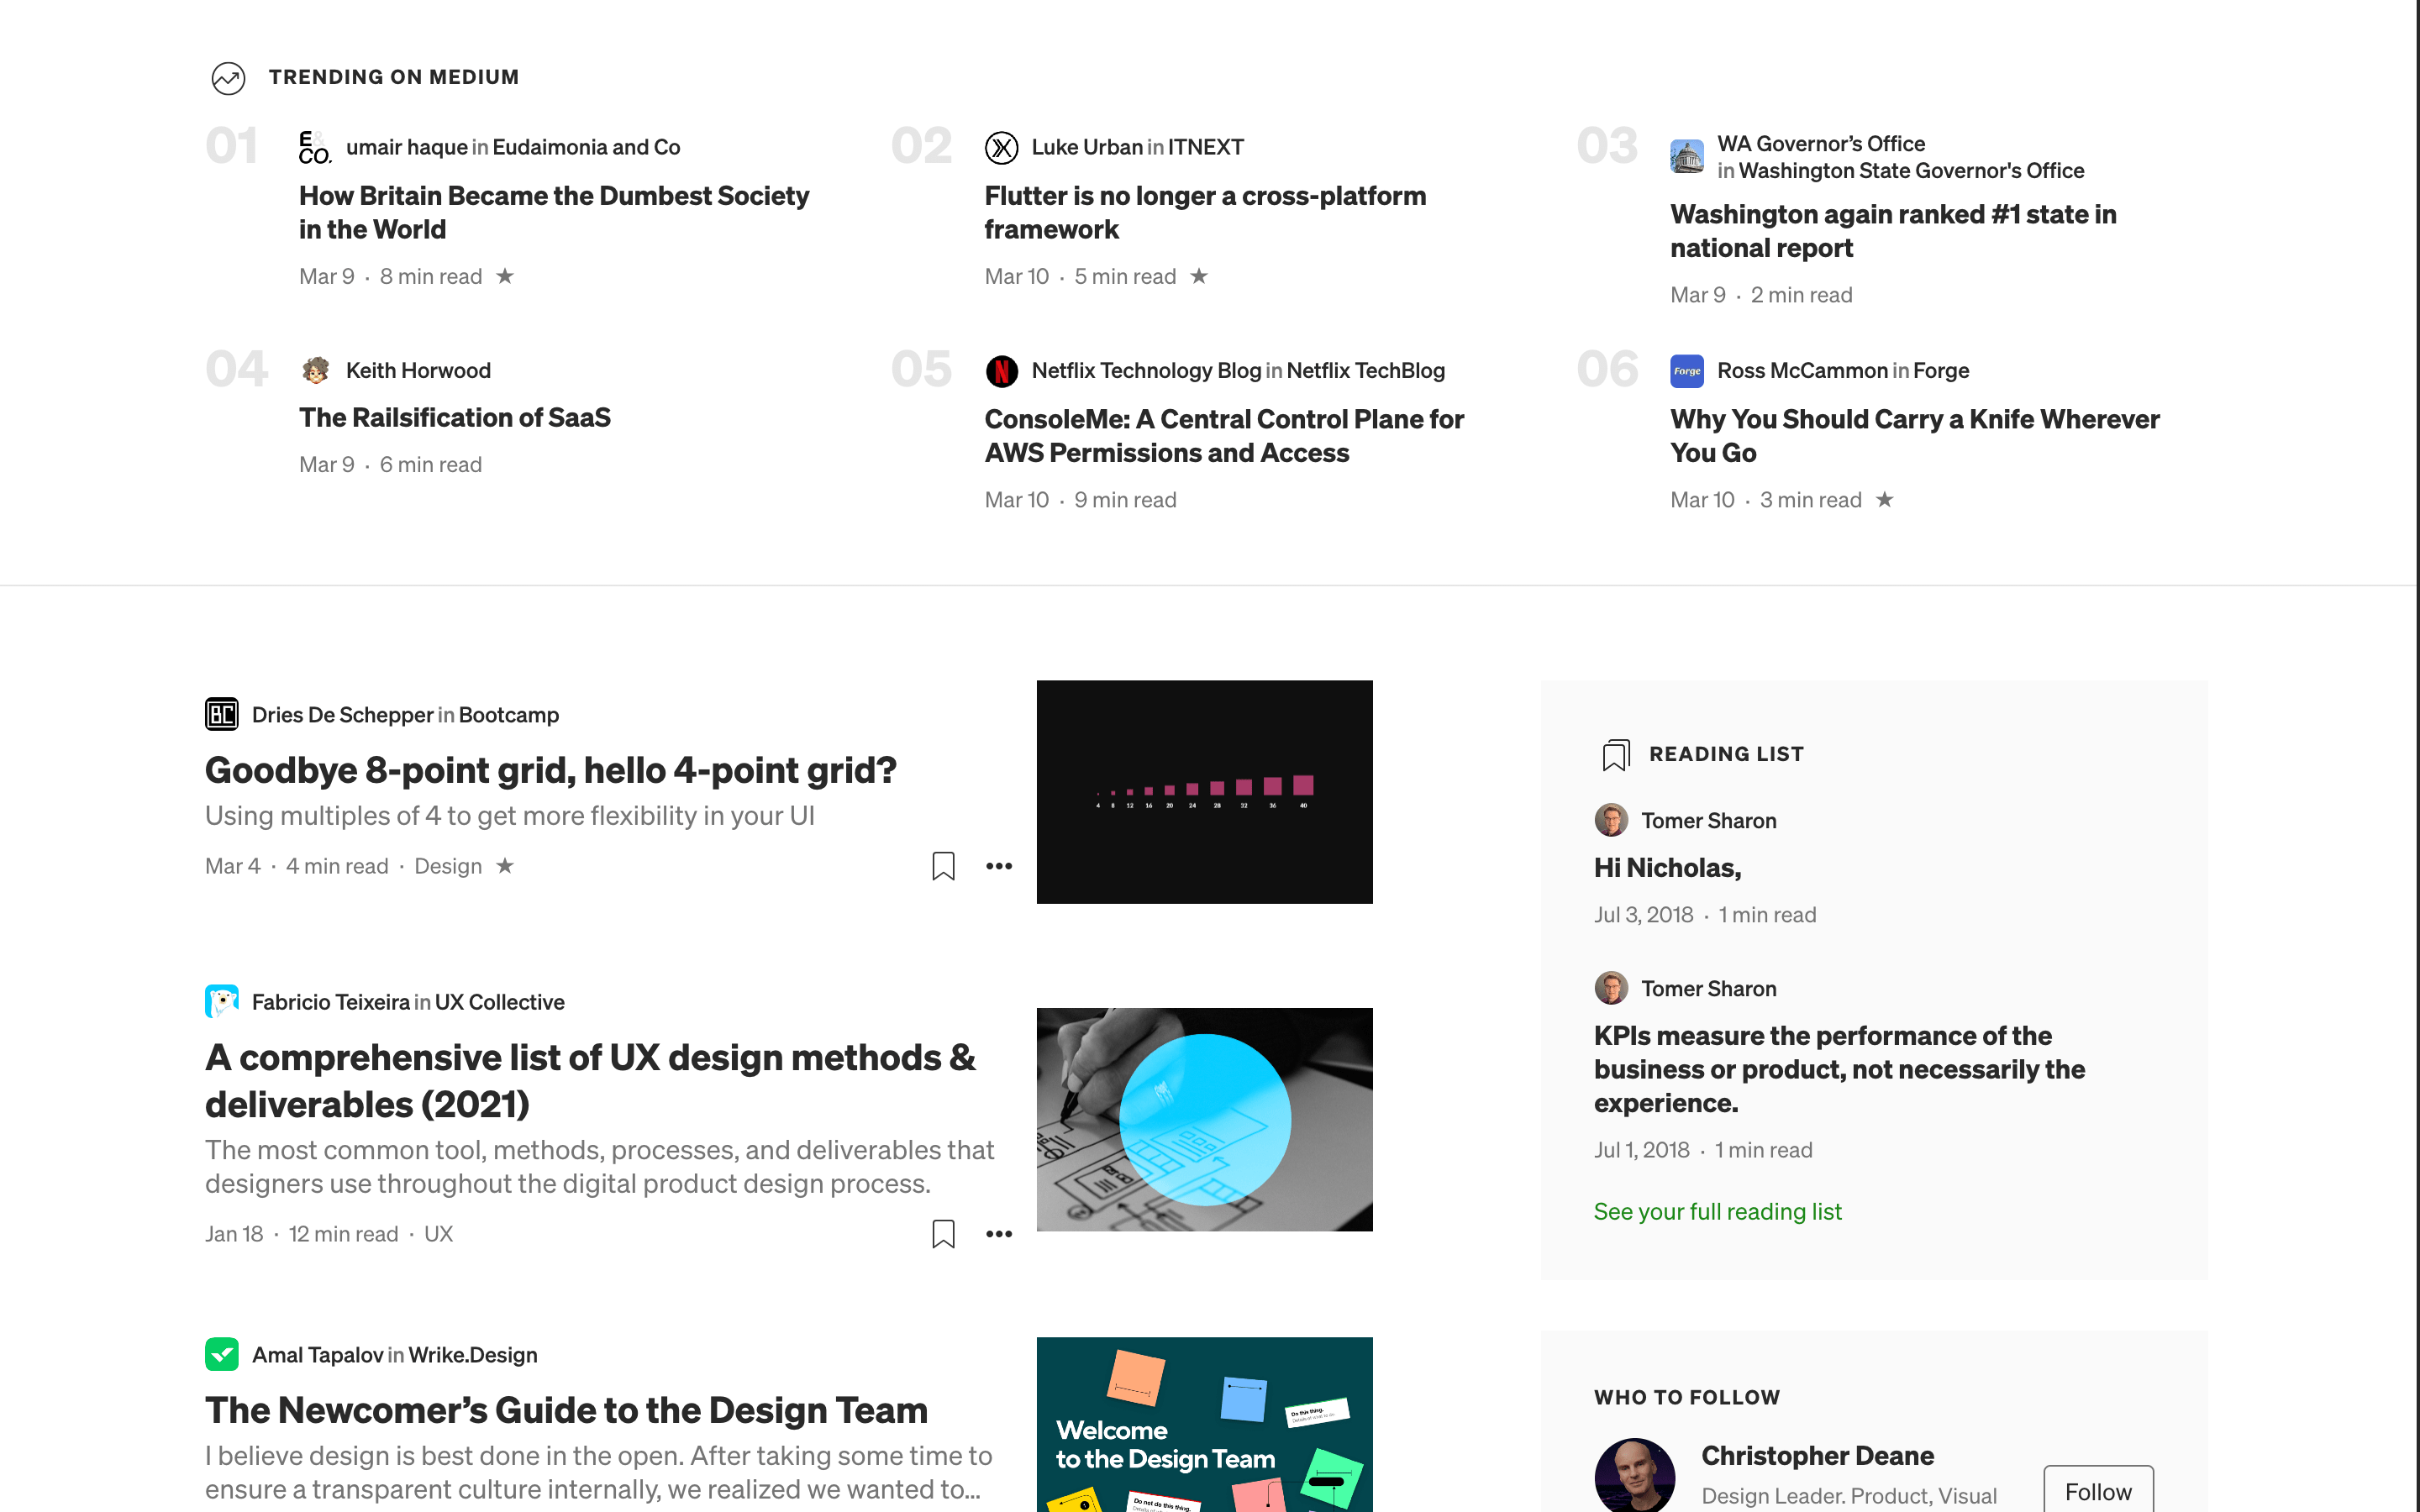 TRENDING ON MEDIUM
01
E&
CO.
umair haque in Eudaimonia and Co
How Britain Became the Dumbest Society
in the World
Mar 9 · 8 min read ★
02
Luke Urban in ITNEXT
Flutter is no longer a cross-platform
framework
Mar 10 · 5 min read ★
03
WA Governor’s Office
in Washington State Governor's Office
Washington again ranked #1 state in
national report
Mar 9 · 2 min read
04
Keith Horwood
The Railsification of SaaS
Mar 9 · 6 min read
05
N
Netflix Technology Blog in Netflix TechBlog
ConsoleMe: A Central Control Plane for
AWS Permissions and Access
Mar 10 · 9 min read
06
Forge
Ross McCammon in Forge
Why You Should Carry a Knife Wherever
You Go
Mar 10 · 3 min read ★
BC
Dries De Schepper in Bootcamp
Goodbye 8-point grid, hello 4-point grid?
Using multiples of 4 to get more flexibility in your UI
Mar 4 · 4 min read · Design ★
4 8 12 16 20 24 28 32 36 40
Fabricio Teixeira in UX Collective
A comprehensive list of UX design methods &
deliverables (2021)
The most common tool, methods, processes, and deliverables that
designers use throughout the digital product design process.
Jan 18 · 12 min read · UX
Amal Tapalov in Wrike.Design
The Newcomer’s Guide to the Design Team
I believe design is best done in the open. After taking some time to
ensure a transparent culture internally, we realized we wanted to...
Do this thing.
Welcome
to the Design Team
Do not do this thing.
READING LIST
Tomer Sharon
Hi Nicholas,
Jul 3, 2018 · 1 min read
Tomer Sharon
KPIs measure the performance of the
business or product, not necessarily the
experience.
Jul 1, 2018 · 1 min read
See your full reading list
WHO TO FOLLOW
Christopher Deane
Design Leader. Product, Visual
Follow